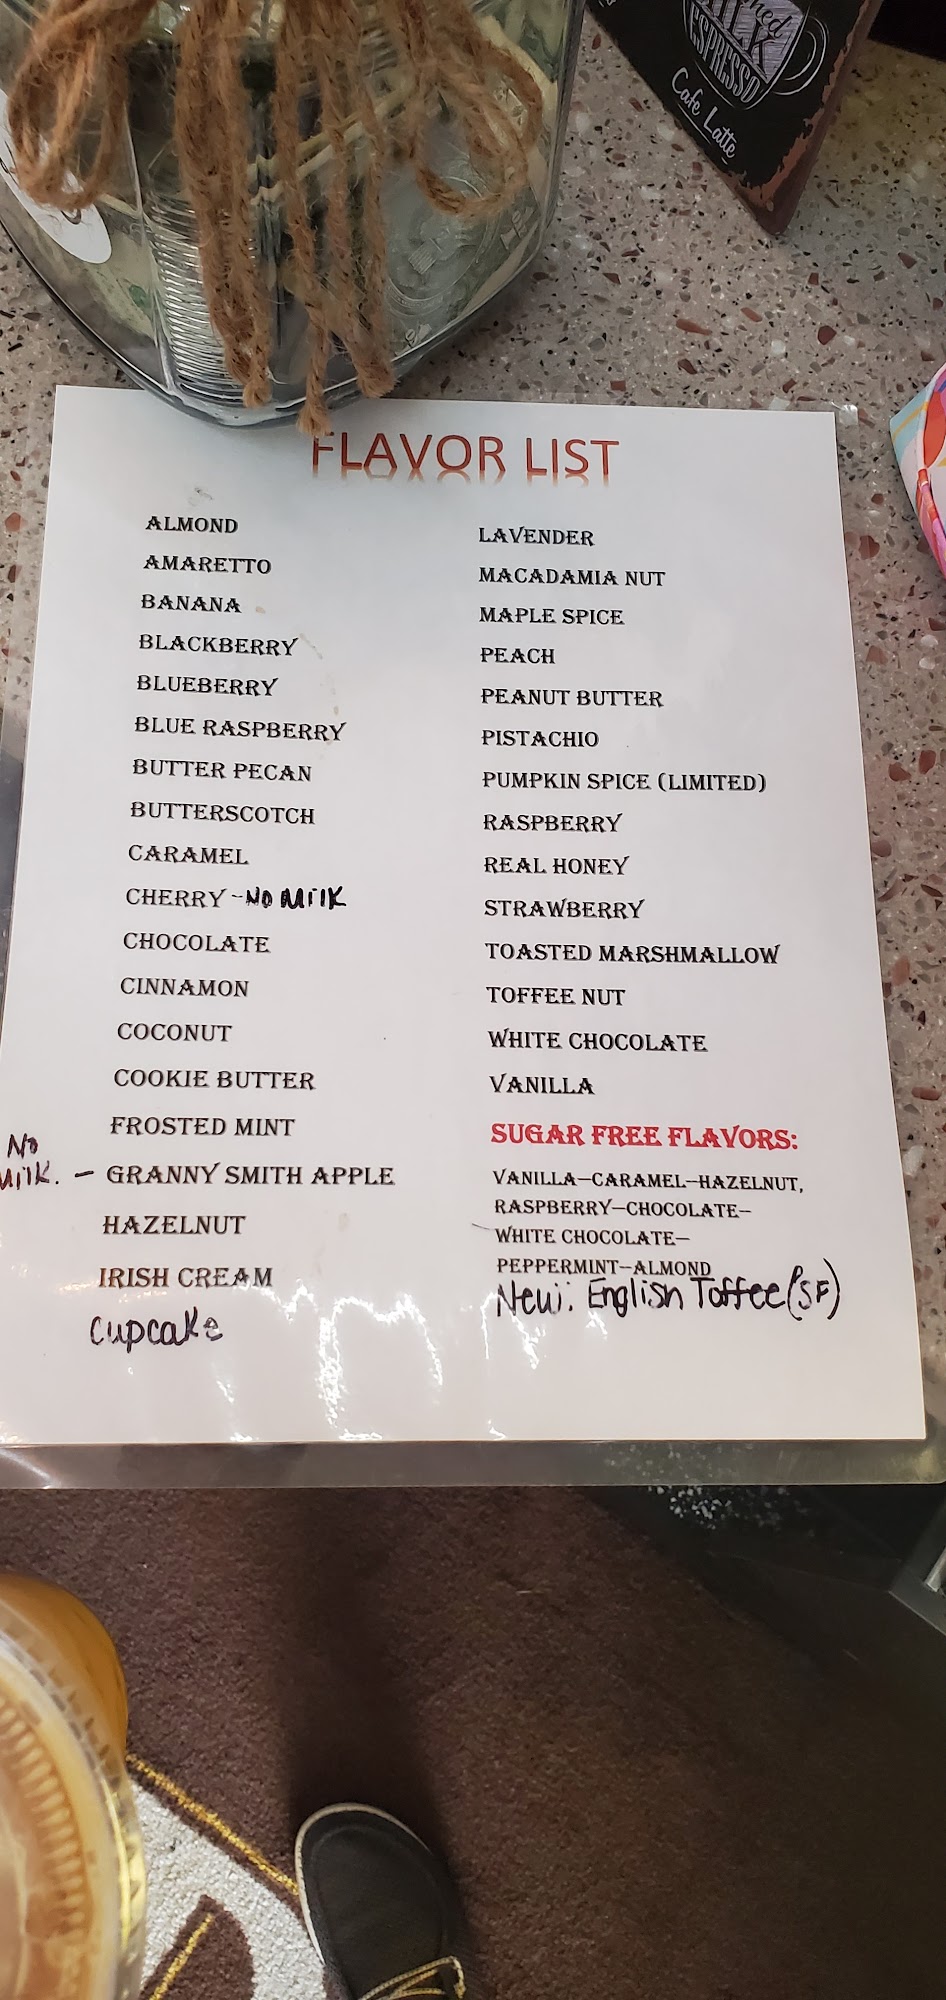 MILK
ESPRESSO
Cafe Latte
FLAVOR LIST
ALMOND
AMARETTO
BANANA
BLACKBERRY
BLUEBERRY
BLUE RASPBERRY
BUTTER PECAN
BUTTERSCOTCH
CARAMEL
CHERRY - NO MilK
CHOCOLATE
CINNAMON
COCONUT
COOKIE BUTTER
FROSTED MINT
No
Milk. - GRANNY SMITH APPLE
HAZELNUT
IRISH CREAM
cupcake
LAVENDER
MACADAMIA NUT
MAPLE SPICE
PEACH
PEANUT BUTTER
PISTACHIO
PUMPKIN SPICE (LIMITED)
RASPBERRY
REAL HONEY
STRAWBERRY
TOASTED MARSHMALLOW
TOFFEE NUT
WHITE CHOCOLATE
VANILLA
SUGAR FREE FLAVORS:
VANILLA—CARAMEL—HAZELNUT,
RASPBERRY—CHOCOLATE—
WHITE CHOCOLATE—
PEPPERMINT—ALMOND
New: English Toffee (SF)